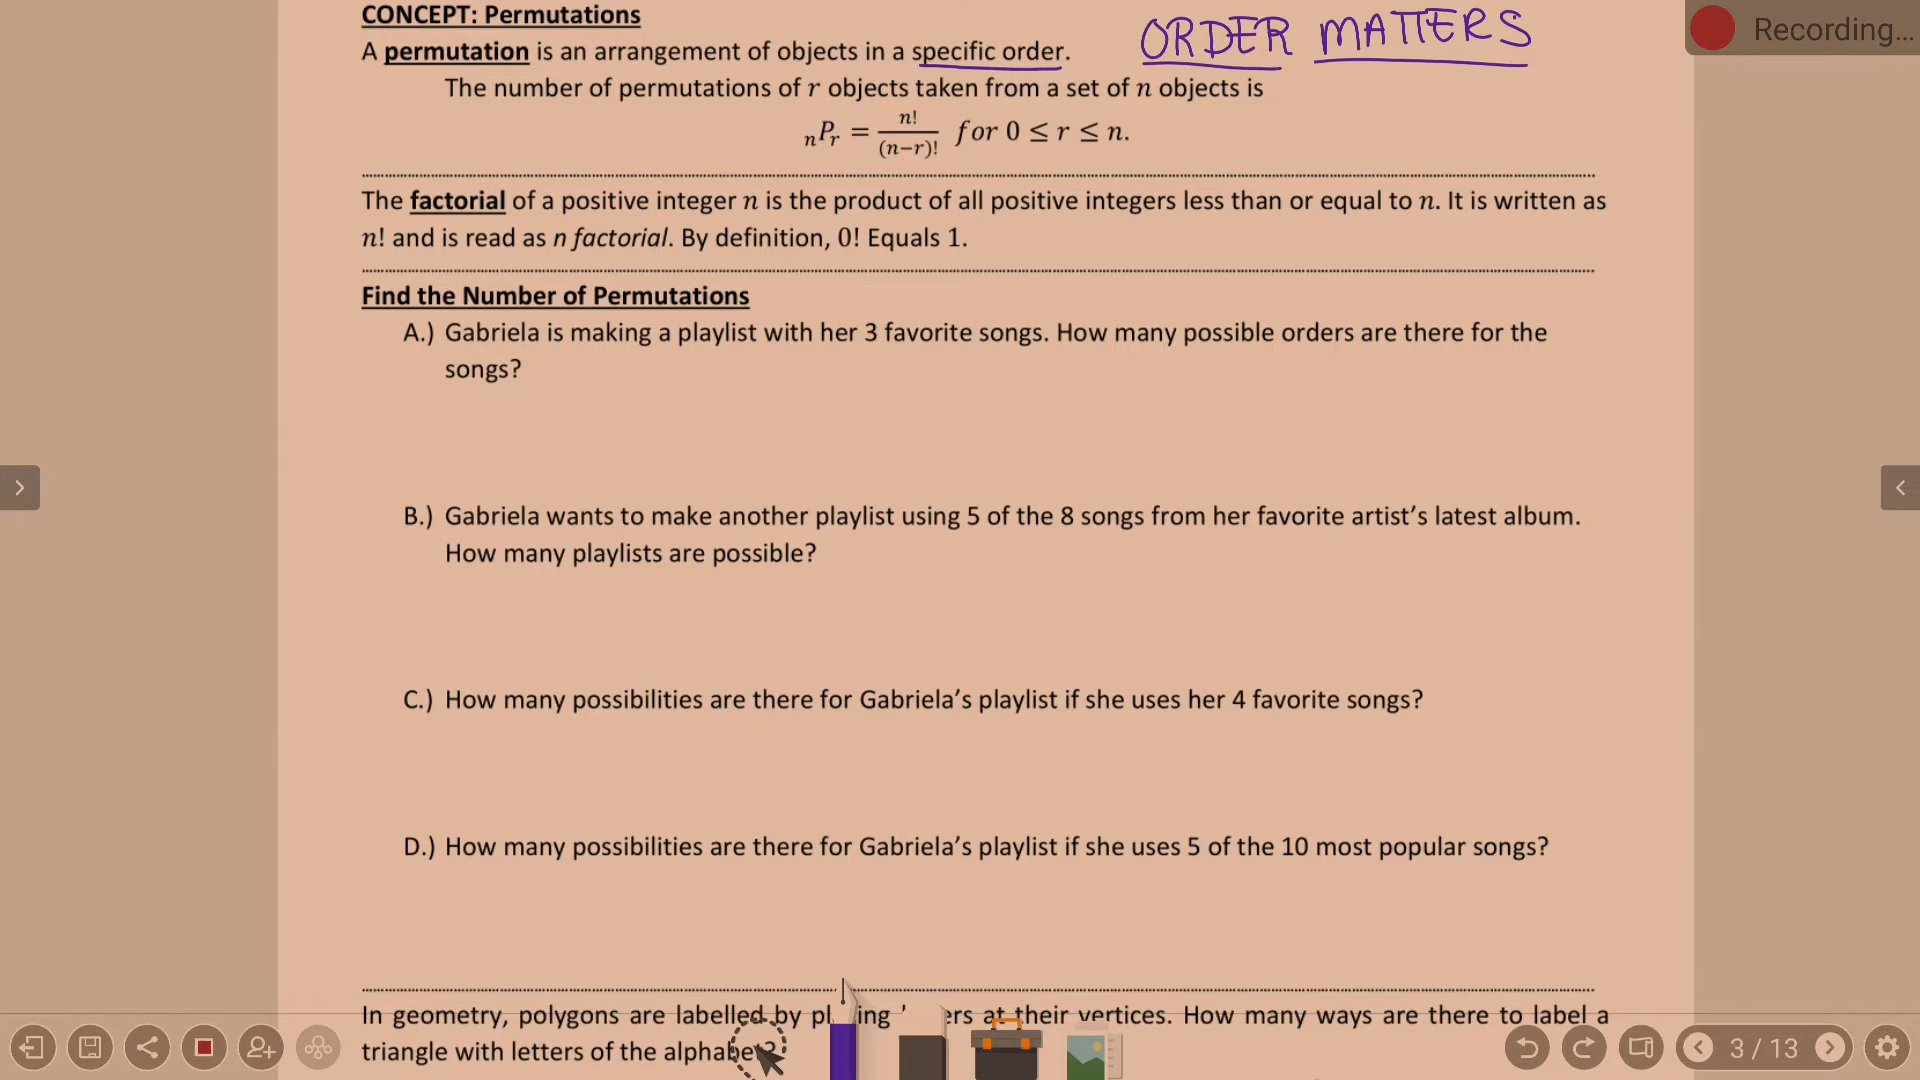 CONCEPT: Permutations
ORDER MATTERS
Recording...
A permutation is an arrangement of objects in a specific order.
The number of permutations of r objects taken from a set of n objects is
nPr = n!/(n−r)! for 0 ≤ r ≤ n.
The factorial of a positive integer n is the product of all positive integers less than or equal to n. It is written as
n! and is read as n factorial. By definition, 0! Equals 1.
Find the Number of Permutations
A.) Gabriela is making a playlist with her 3 favorite songs. How many possible orders are there for the
songs?
B.) Gabriela wants to make another playlist using 5 of the 8 songs from her favorite artist’s latest album.
How many playlists are possible?
C.) How many possibilities are there for Gabriela’s playlist if she uses her 4 favorite songs?
D.) How many possibilities are there for Gabriela’s playlist if she uses 5 of the 10 most popular songs?
In geometry, polygons are labelled by at their vertices. How many ways are there to label a
triangle with letters of the alphabet?
3 / 13